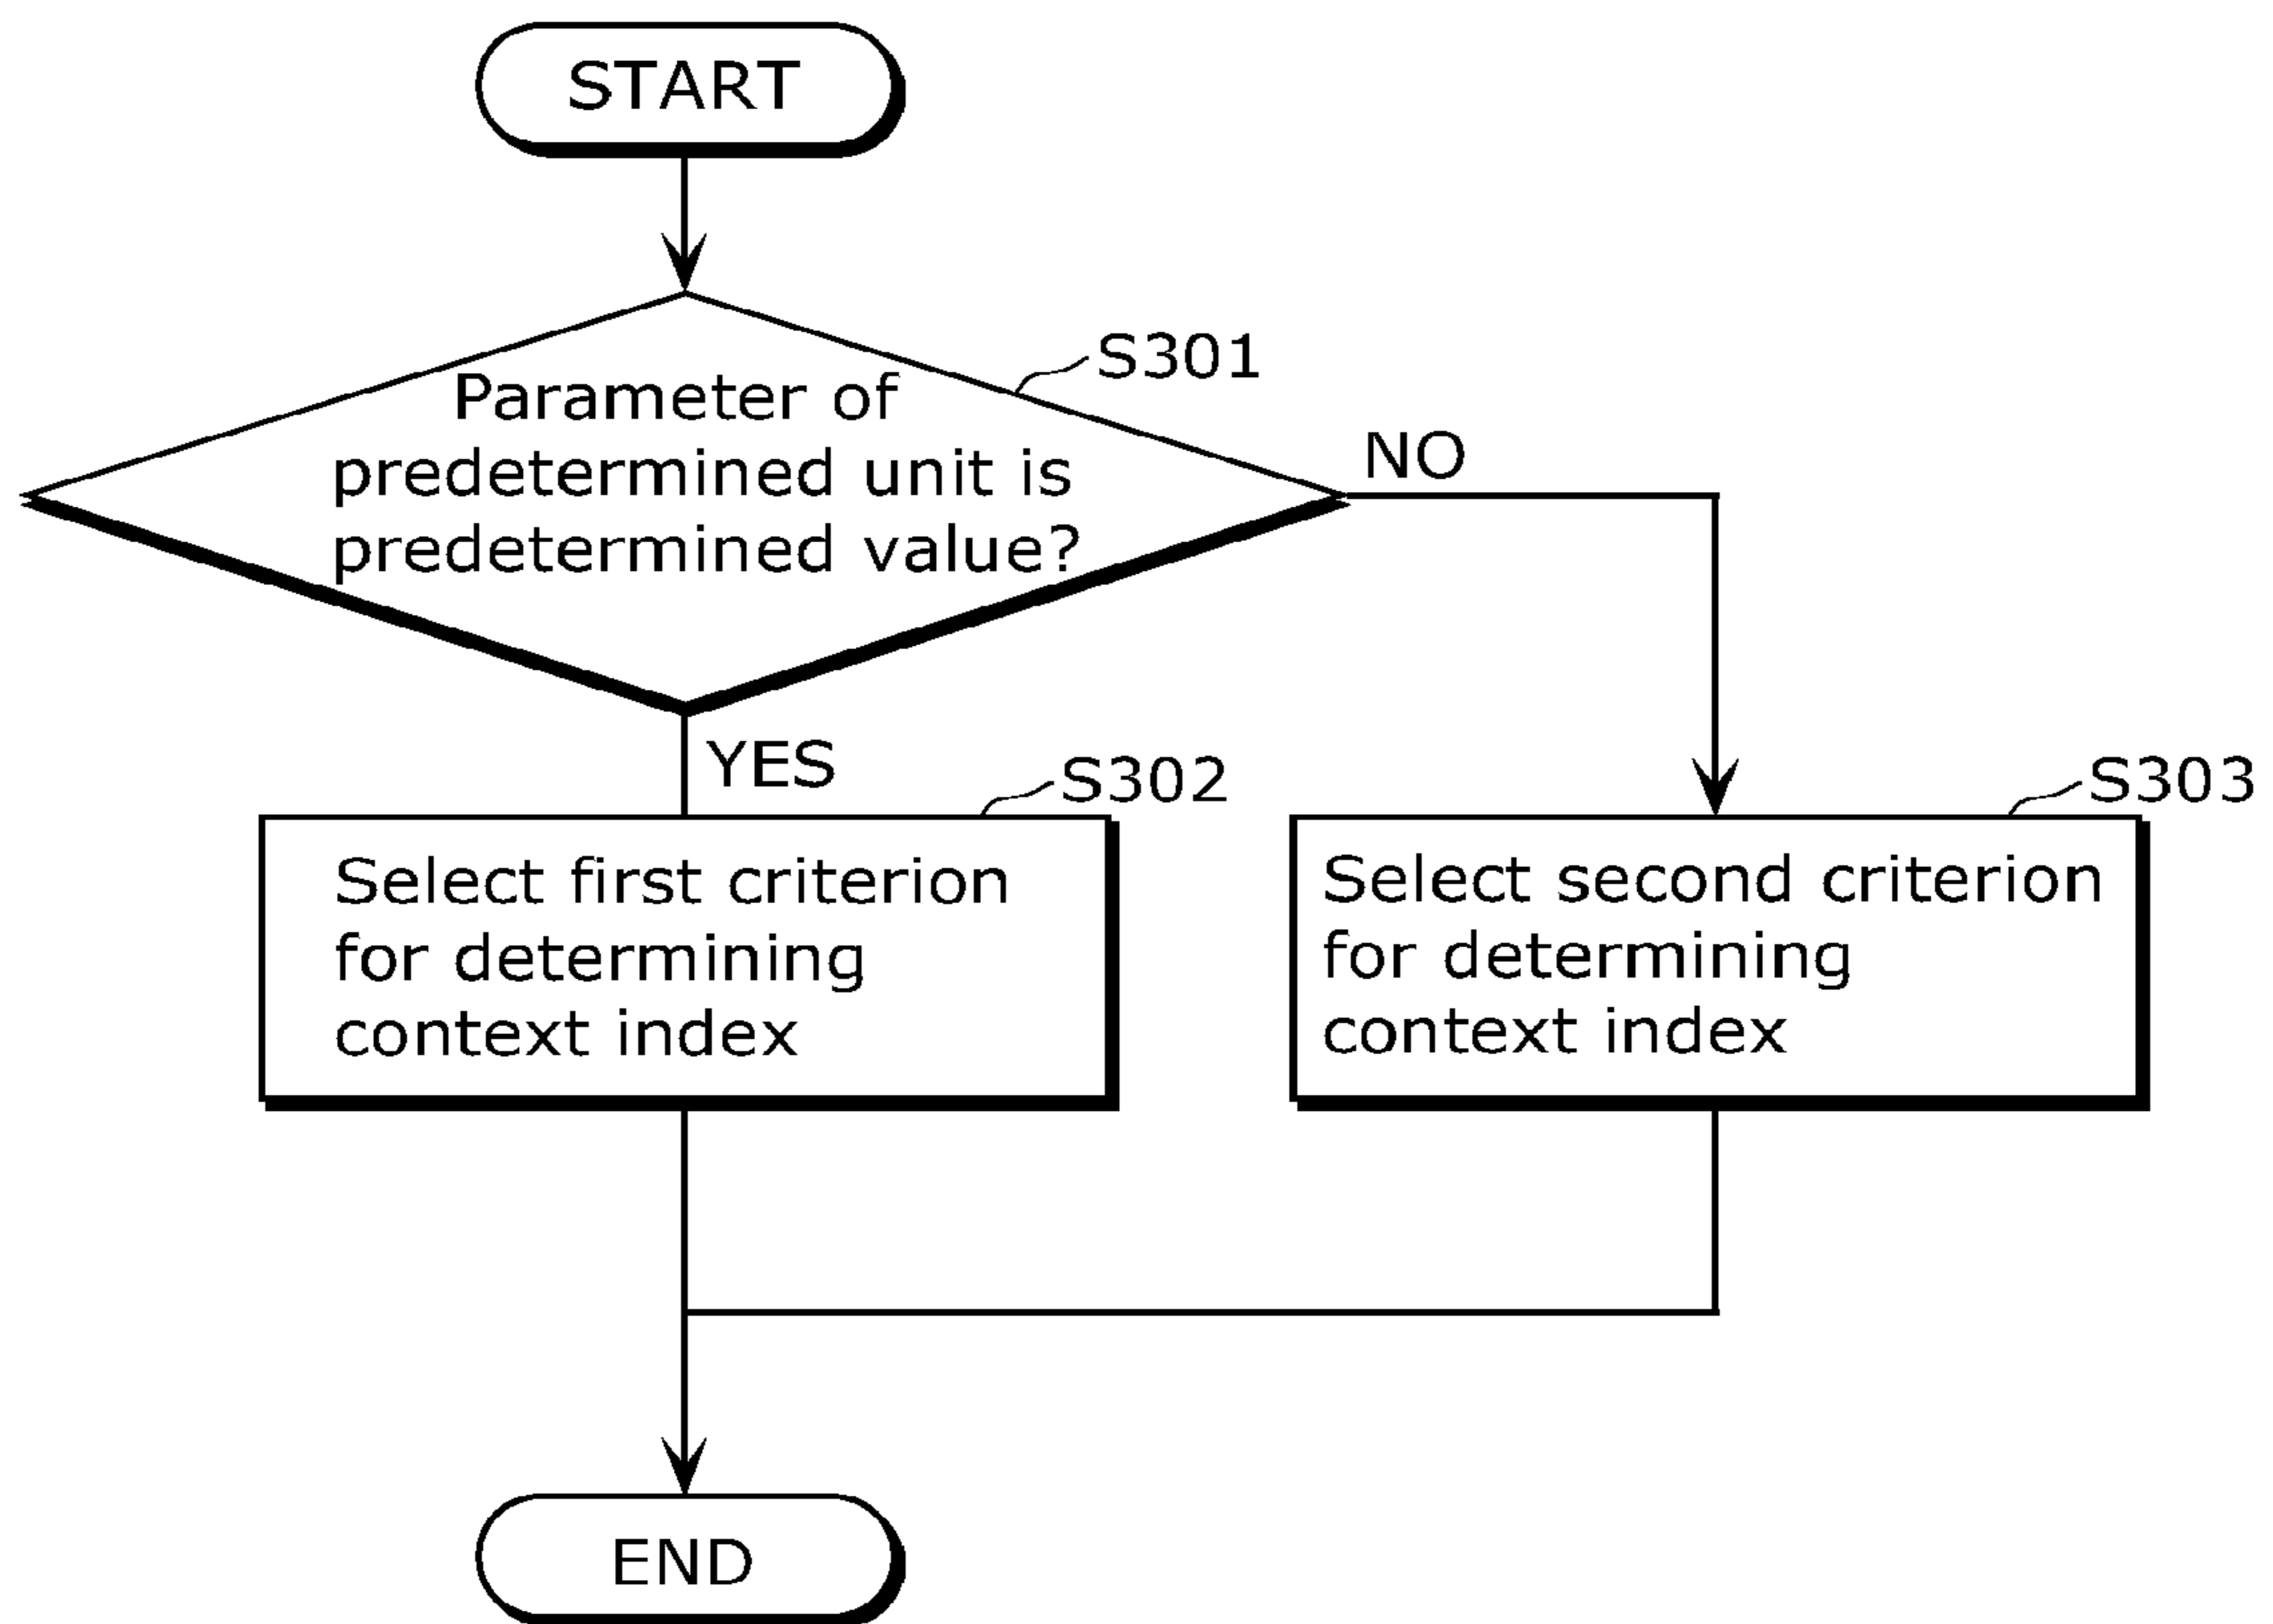 START
S301
Parameter of
predetermined unit is
predetermined value?
NO
YES
S302
Select first criterion
for determining
context index
S303
Select second criterion
for determining
context index
END